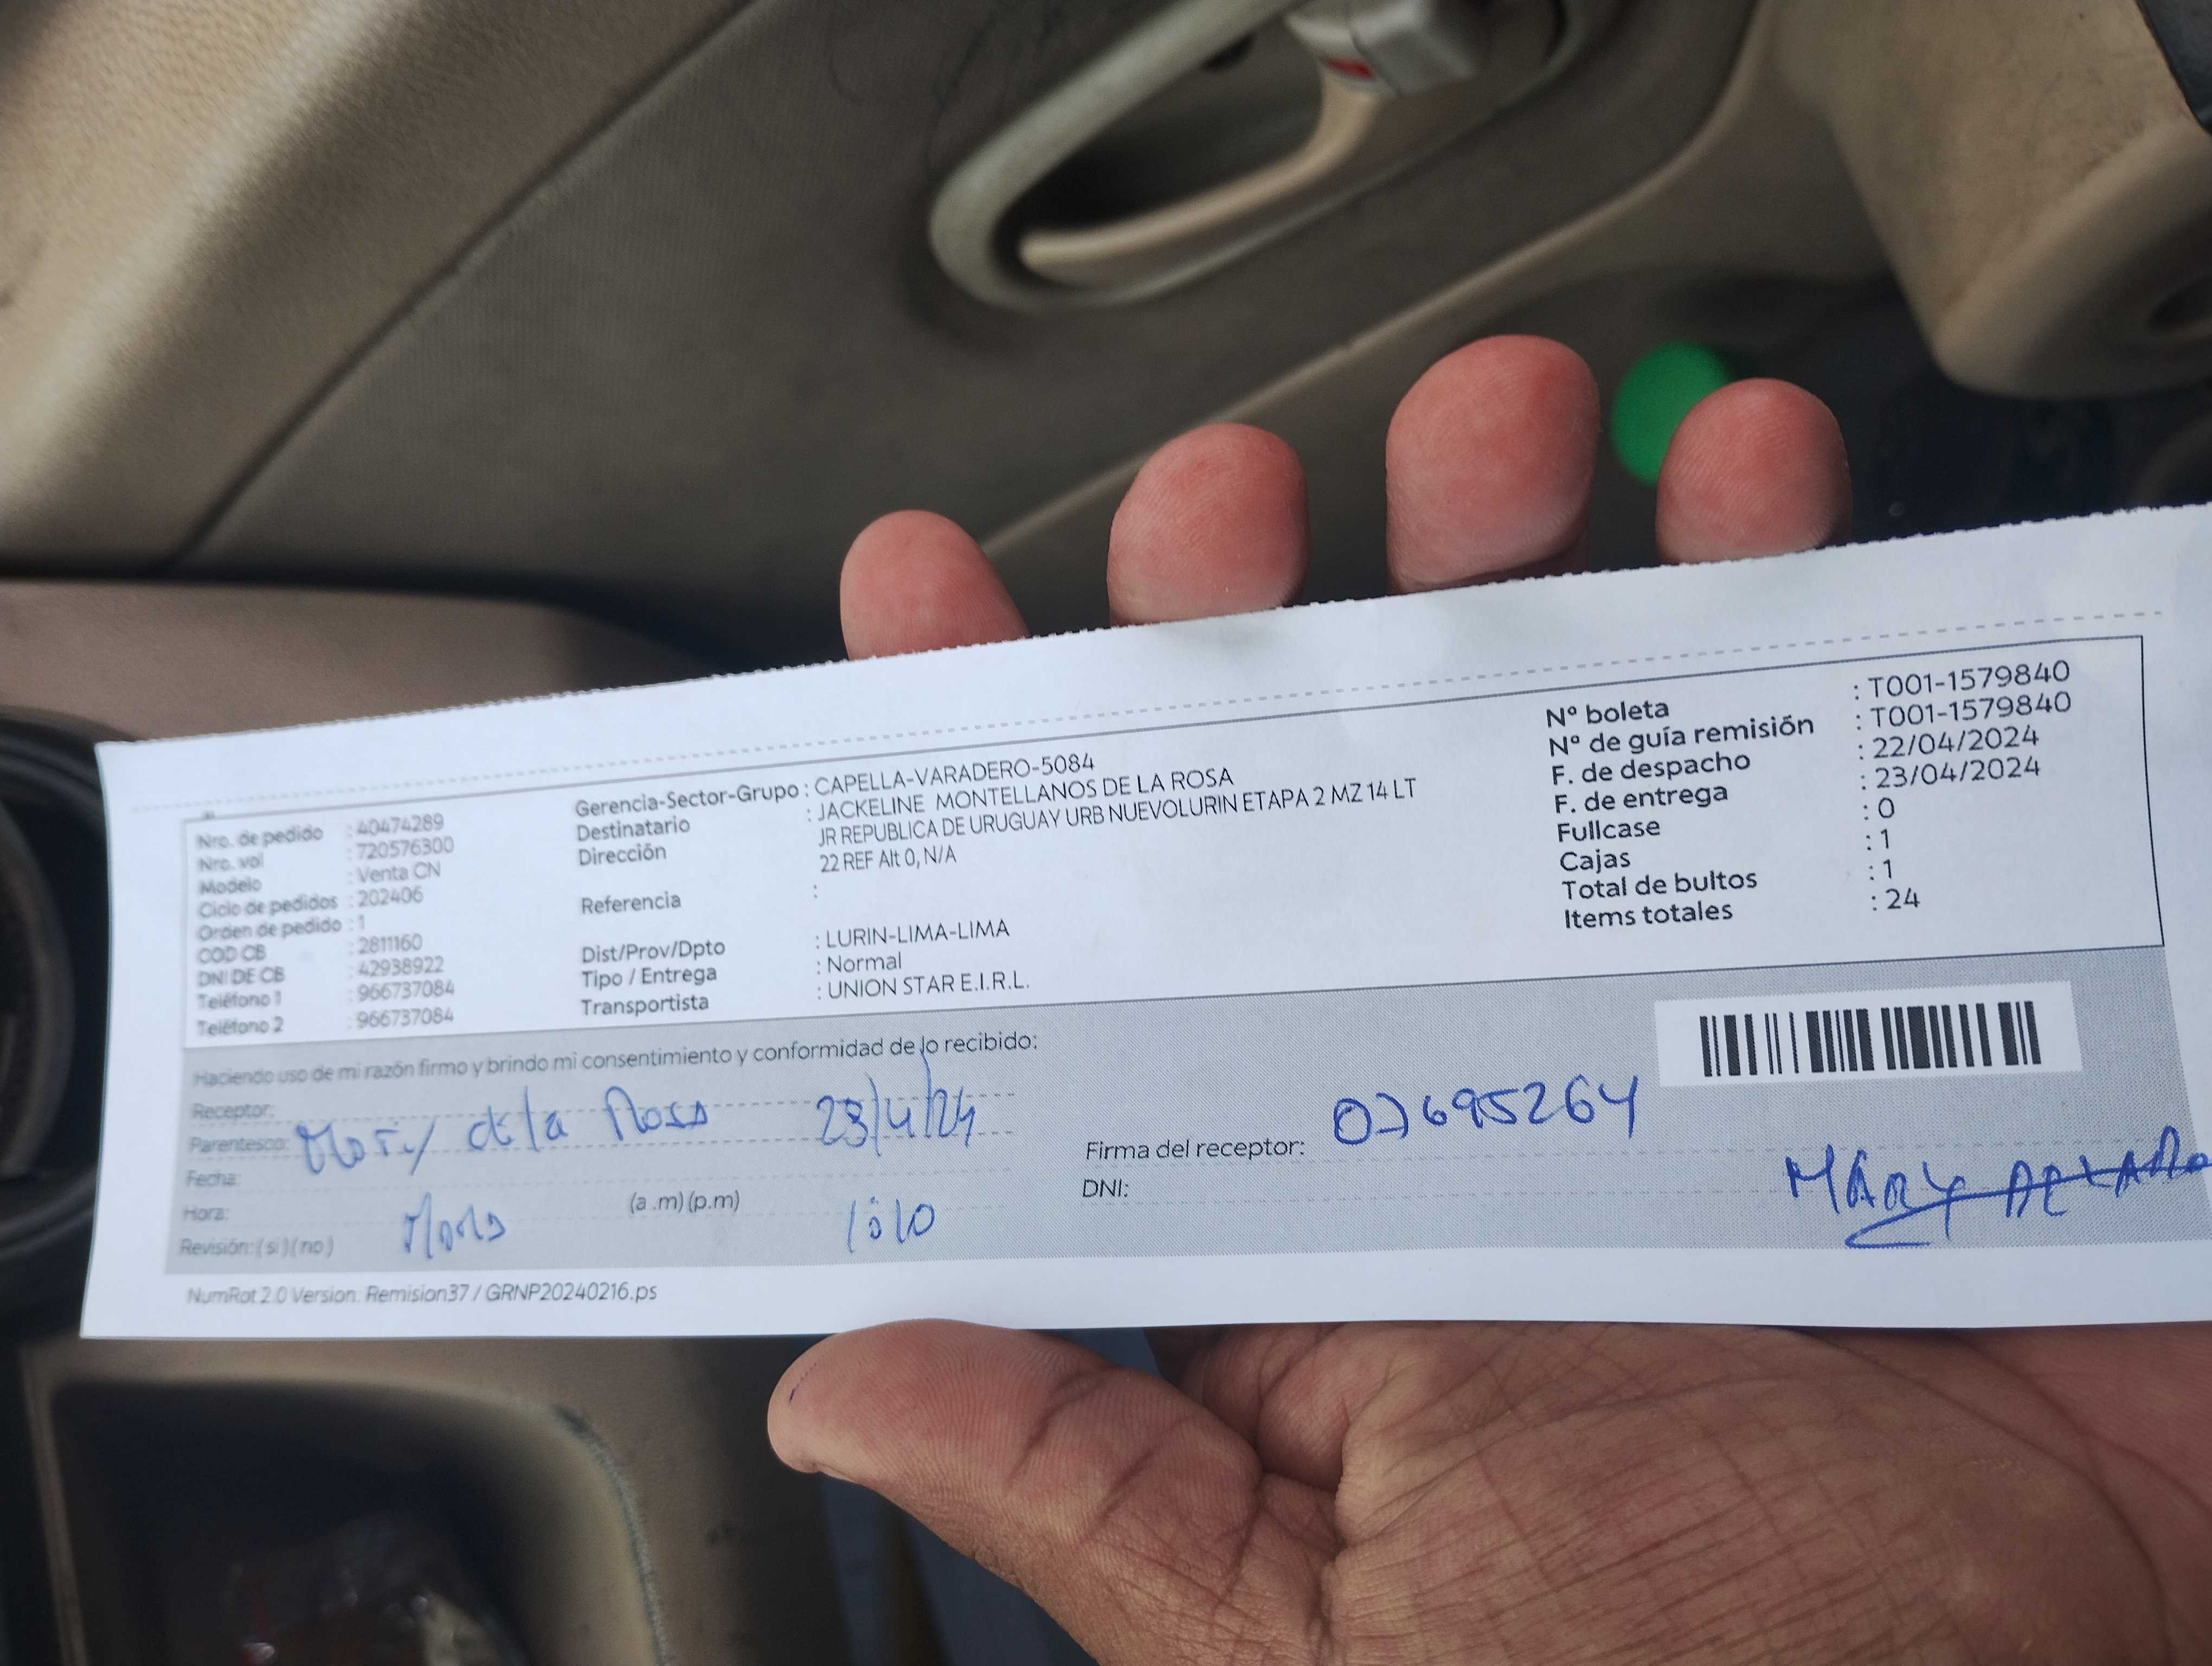 Nro. de pedido : 40474289
Nro. vol : 720576300
Modelo : Venta CN
Ciclo de pedidos : 202406
Orden de pedido : 1
COD CB : 2811160
DNI DE CB : 42938922
Teléfono 1 : 966737084
Teléfono 2 : 966737084
Gerencia-Sector-Grupo : CAPELLA-VARADERO-5084
Destinatario : JACKELINE MONTELLANOS DE LA ROSA
Dirección JR REPUBLICA DE URUGUAY URB NUEVOLURIN ETAPA 2 MZ 14 LT
22 REF Alt 0, N/A
Referencia :
Dist/Prov/Dpto : LURIN-LIMA-LIMA
Tipo / Entrega : Normal
Transportista : UNION STAR E.I.R.L.
Nº boleta : T001-1579840
Nº de guía remisión : T001-1579840
F. de despacho : 22/04/2024
F. de entrega : 23/04/2024
Fullcase : 0
Cajas : 1
Total de bultos : 1
Items totales : 24
Haciendo uso de mi razón firmo y brindo mi consentimiento y conformidad de lo recibido:
Receptor:
Parentesco: Mary de la Rosa 23/4/24
Fecha:
Hora: (a .m) (p.m) 1:10
Revisión: ( si ) ( no )
Firma del receptor: 07695264
DNI: MARY
NumRot 2.0 Version: Remision37 / GRNP20240216.ps